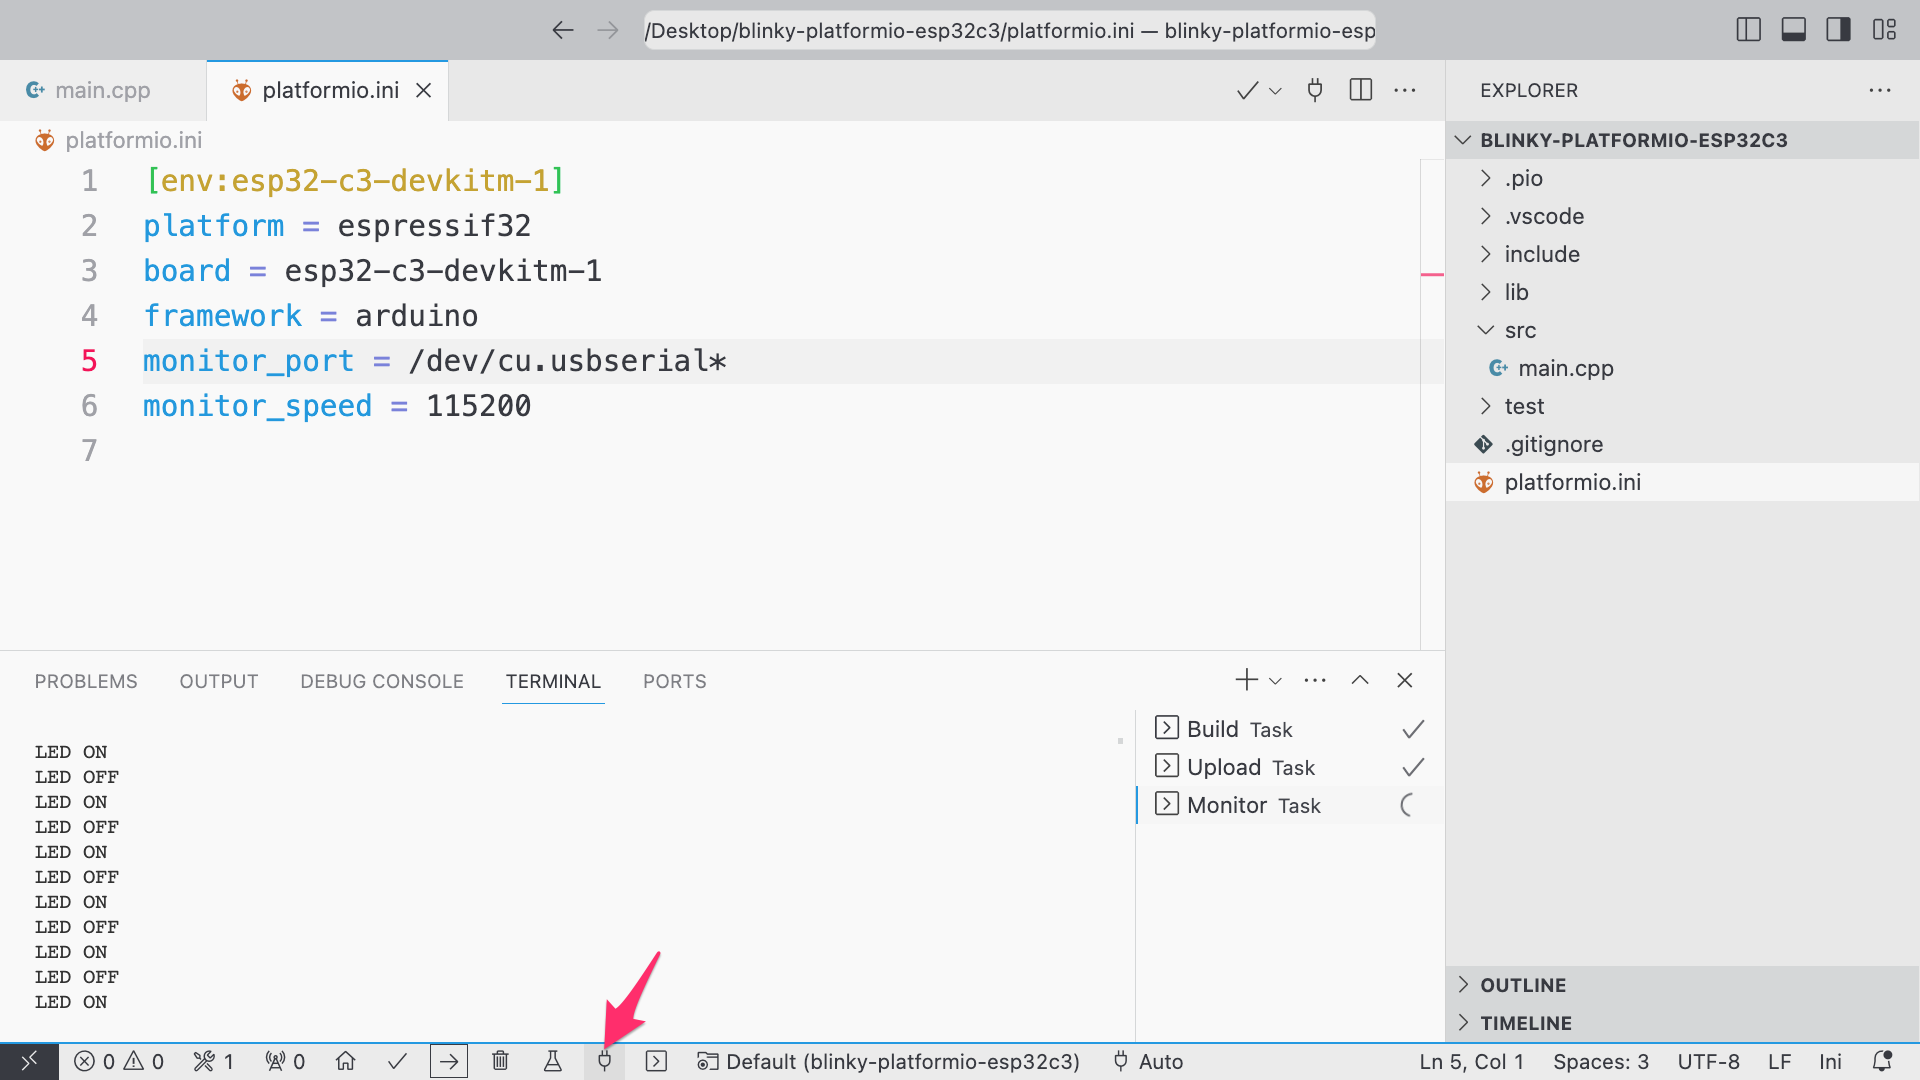 /Desktop/blinky-platformio-esp32c3/platformio.ini — blinky-platformio-esp
main.cpp
platformio.ini
platformio.ini
1 [env:esp32-c3-devkitm-1]
2 platform = espressif32
3 board = esp32-c3-devkitm-1
4 framework = arduino
5 monitor_port = /dev/cu.usbserial*
6 monitor_speed = 115200
7
PROBLEMS OUTPUT DEBUG CONSOLE TERMINAL PORTS
LED ON
LED OFF
LED ON
LED OFF
LED ON
LED OFF
LED ON
LED OFF
LED ON
LED OFF
LED ON
Build Task
Upload Task
Monitor Task
EXPLORER
BLINKY-PLATFORMIO-ESP32C3
.pio
.vscode
include
lib
src
main.cpp
test
.gitignore
platformio.ini
OUTLINE
TIMELINE
0 0 1 0 Default (blinky-platformio-esp32c3) Auto Ln 5, Col 1 Spaces: 3 UTF-8 LF Ini